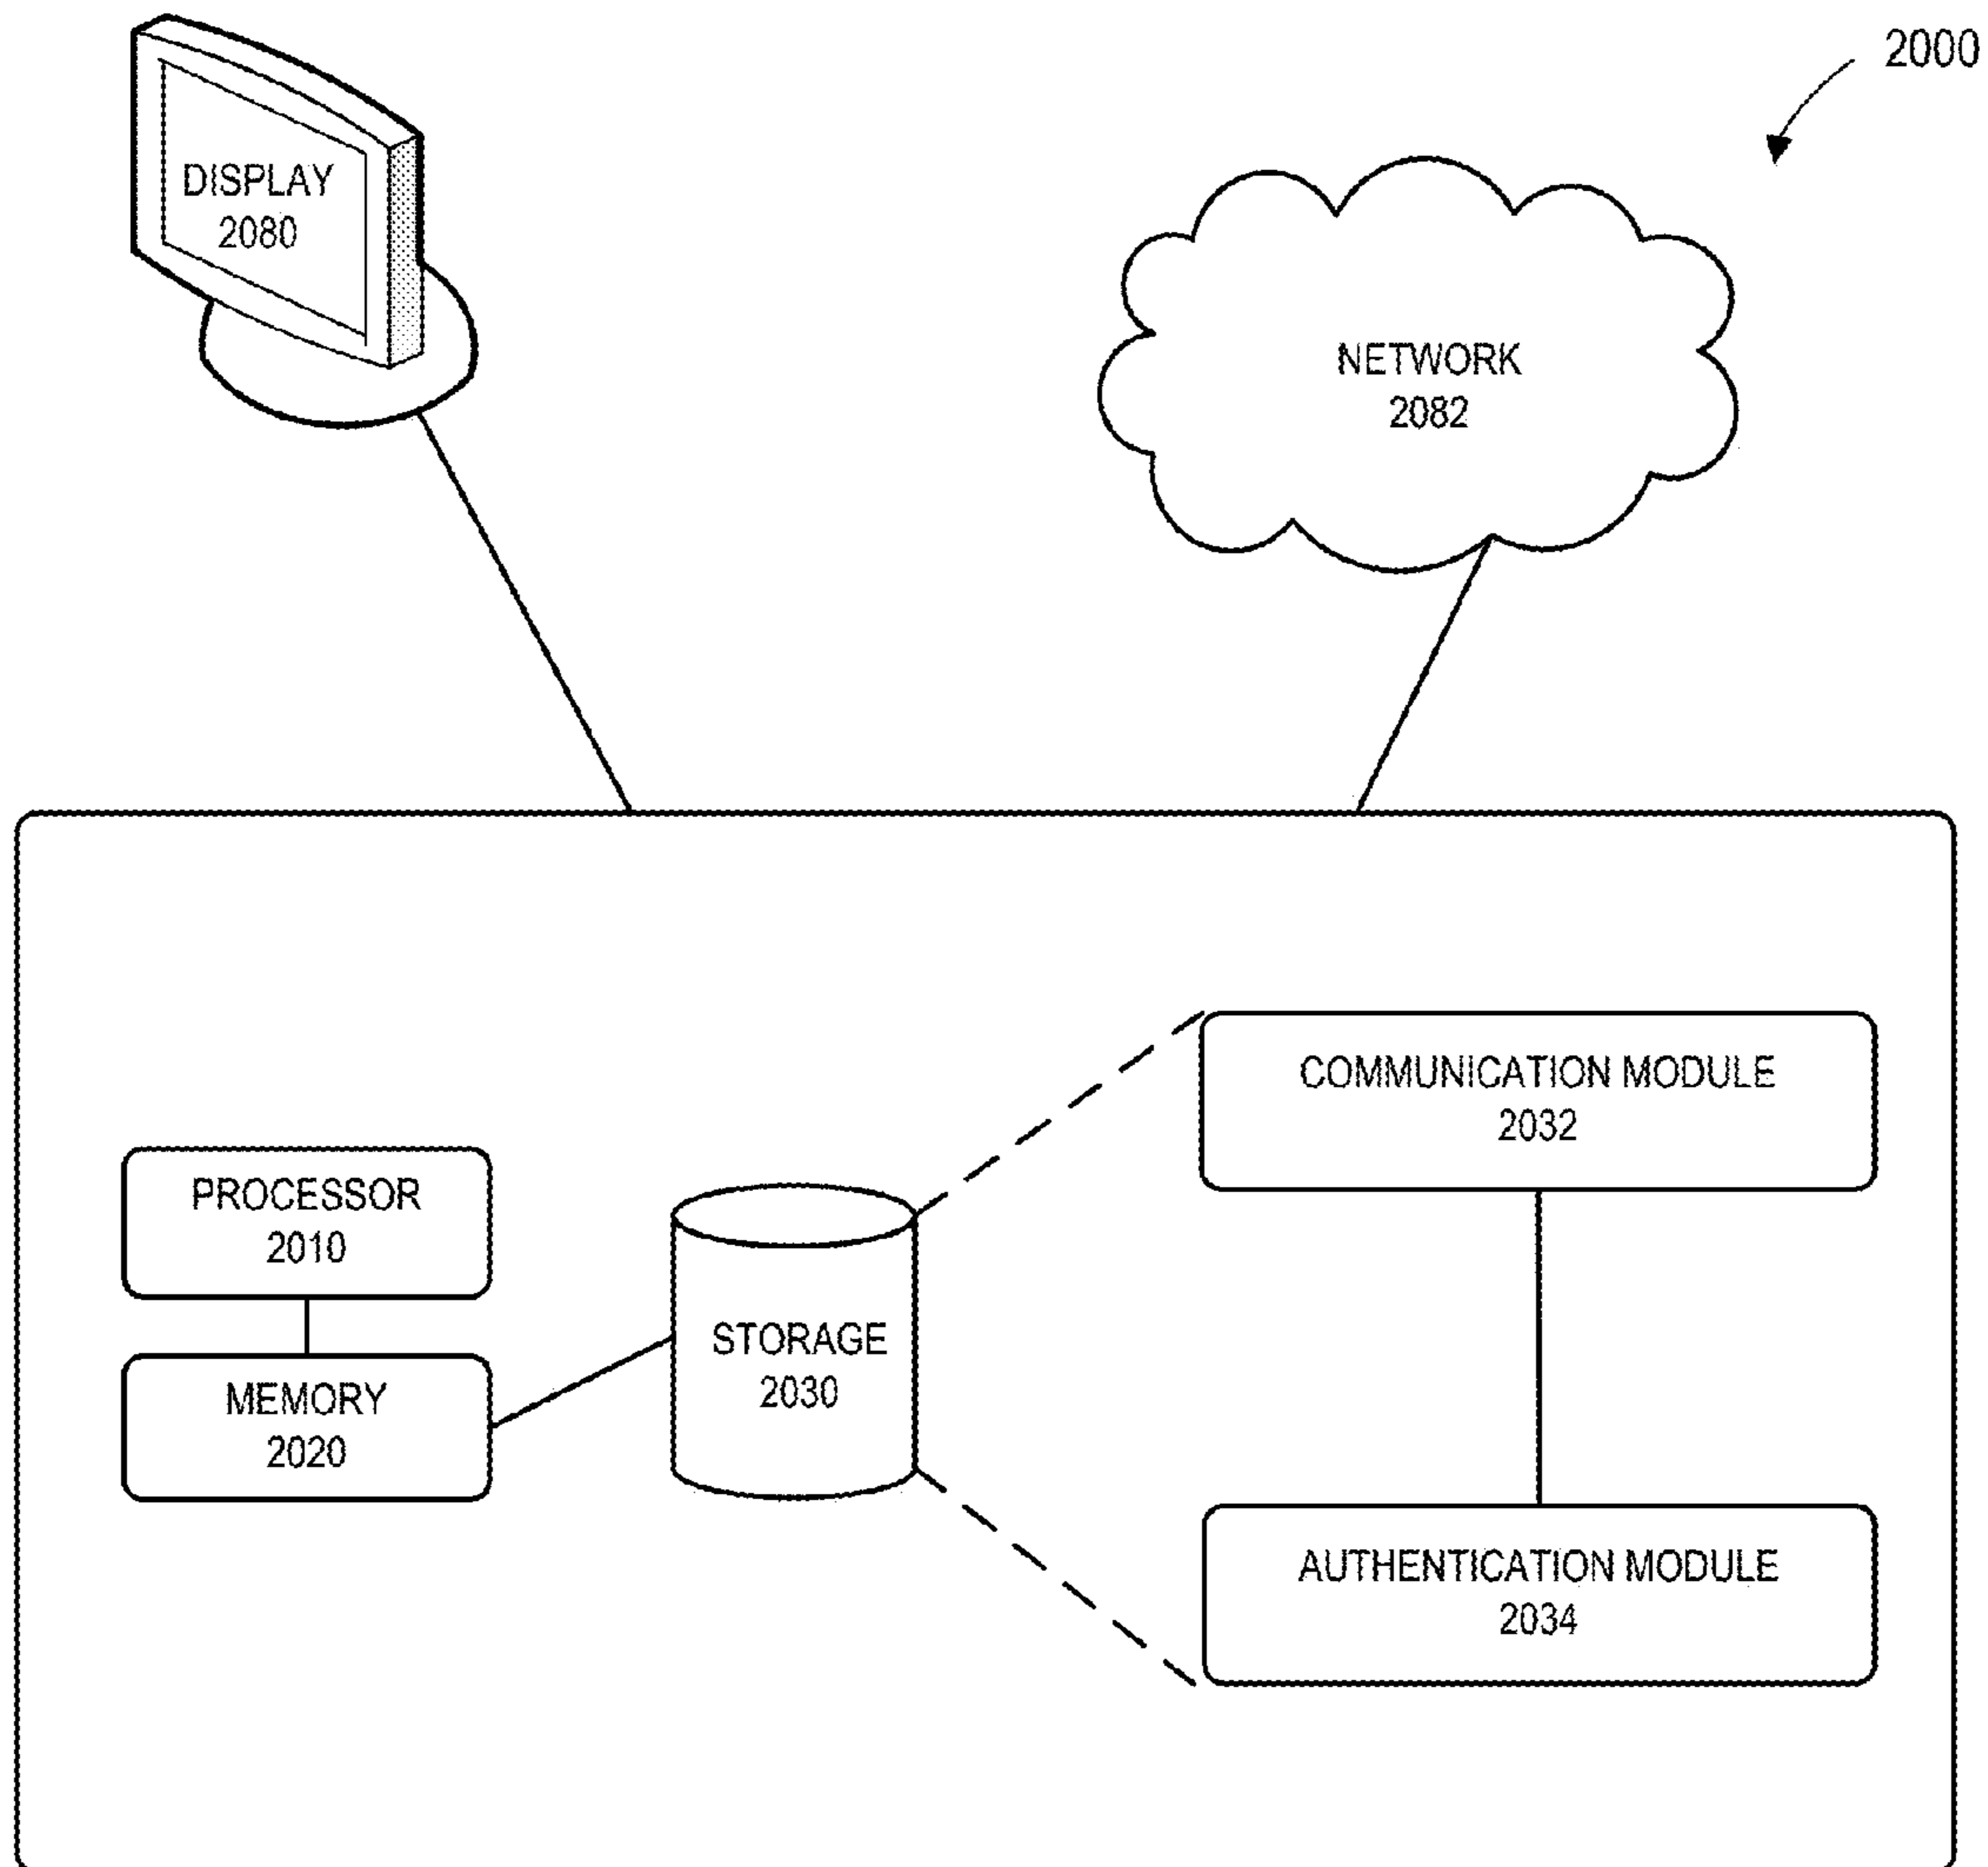 2000
DISPLAY
2080
NETWORK
2082
COMMUNICATION MODULE
2032
PROCESSOR
2010
STORAGE
2030
MEMORY
2020
AUTHENTICATION MODULE
2034